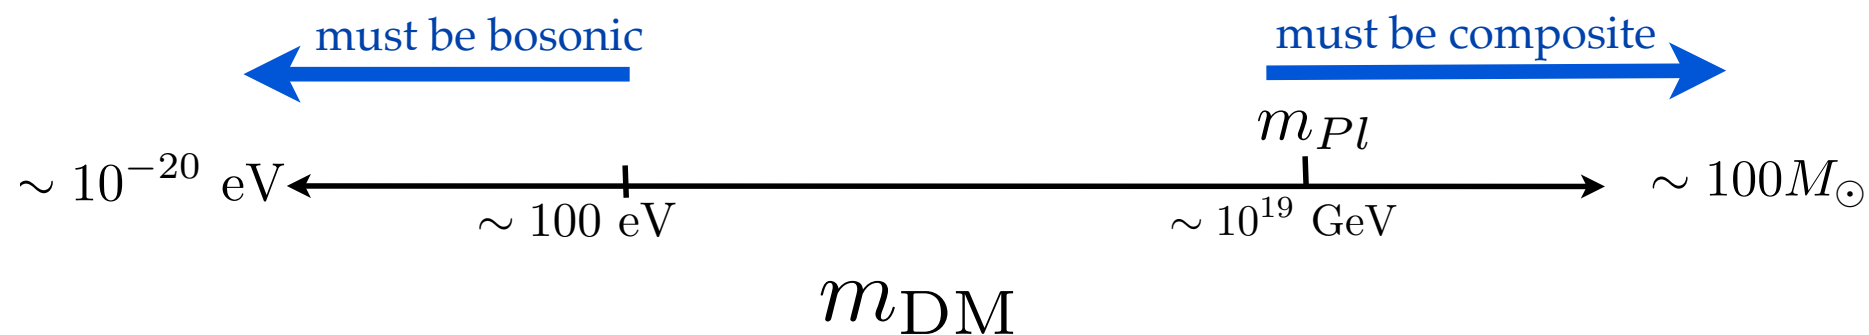 must be bosonic
must be composite
m_{Pl}
∼ 10^{−20} eV
∼ 100M_⊙
∼ 100 eV
∼ 10^{19} GeV
m_{DM}